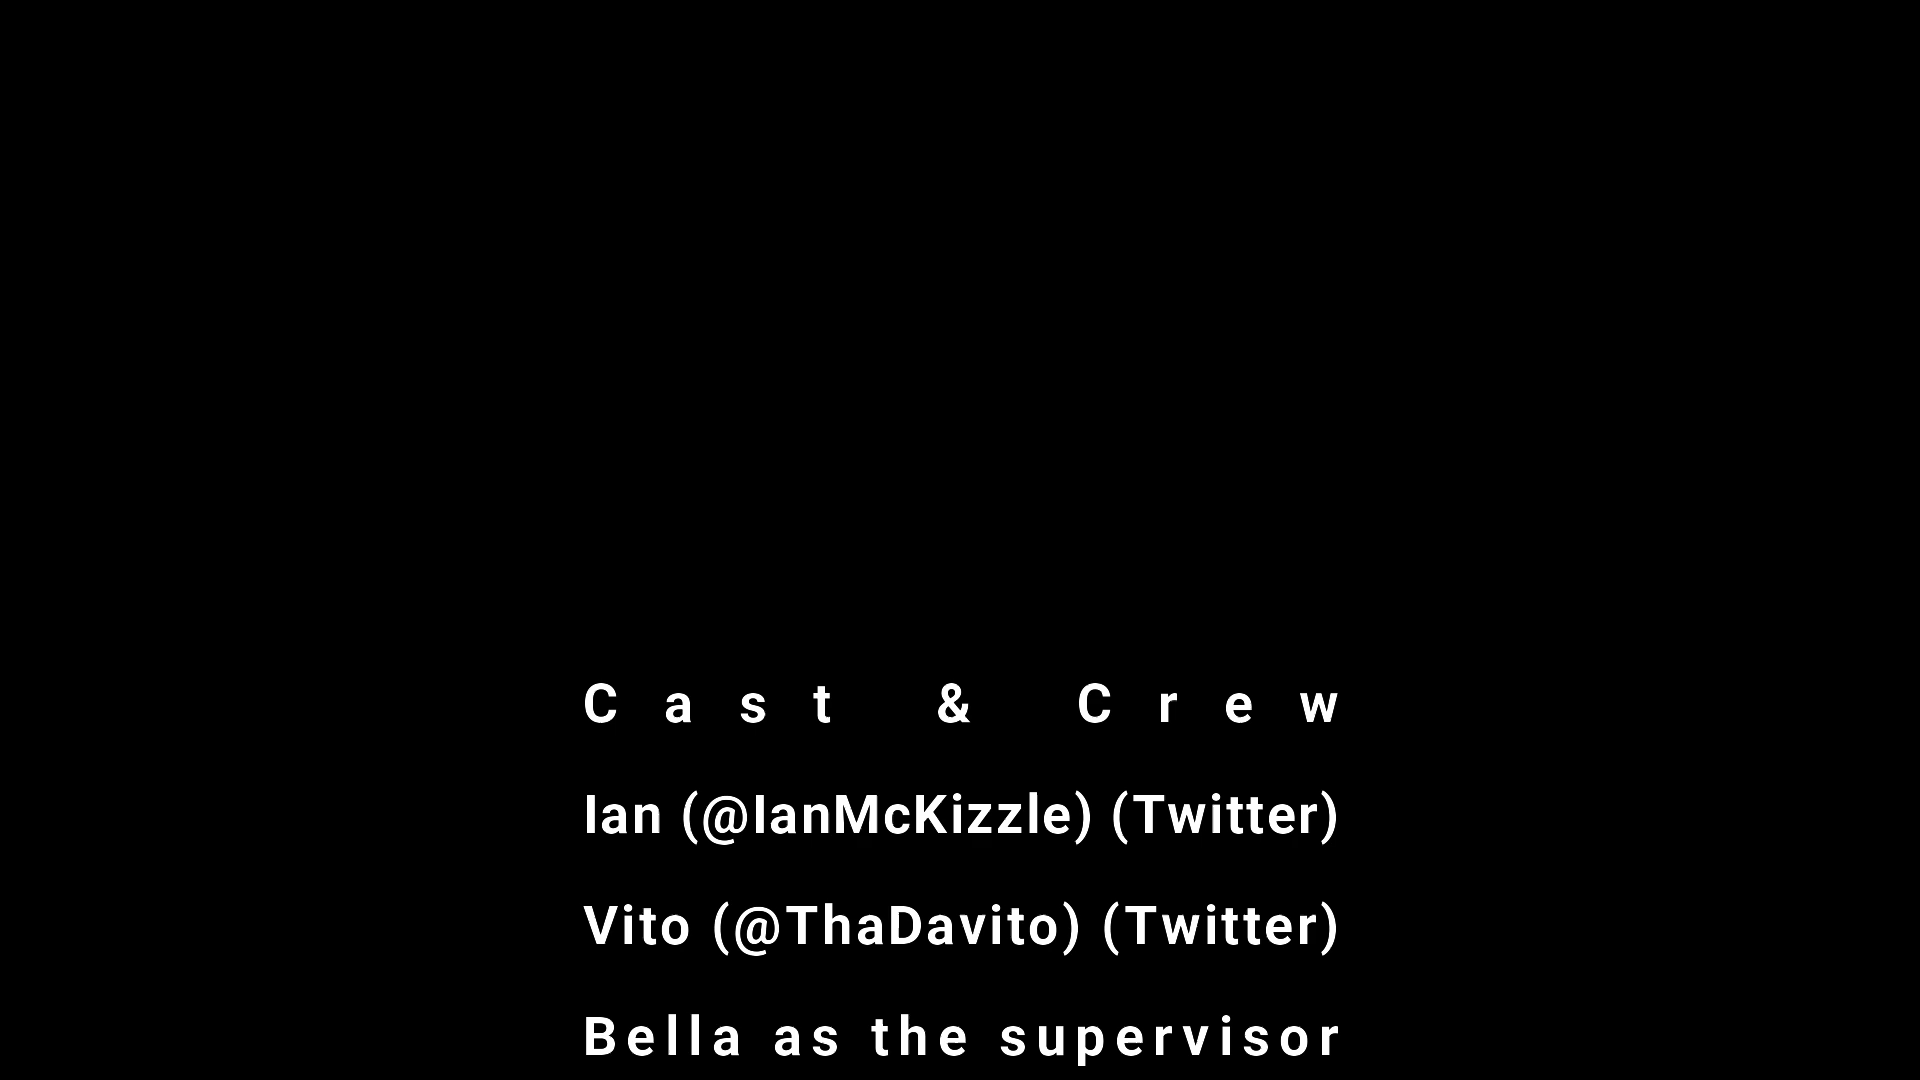 Cast & Crew
Ian (@IanMcKizzle) (Twitter)
Vito (@ThaDavito) (Twitter)
Bella as the supervisor